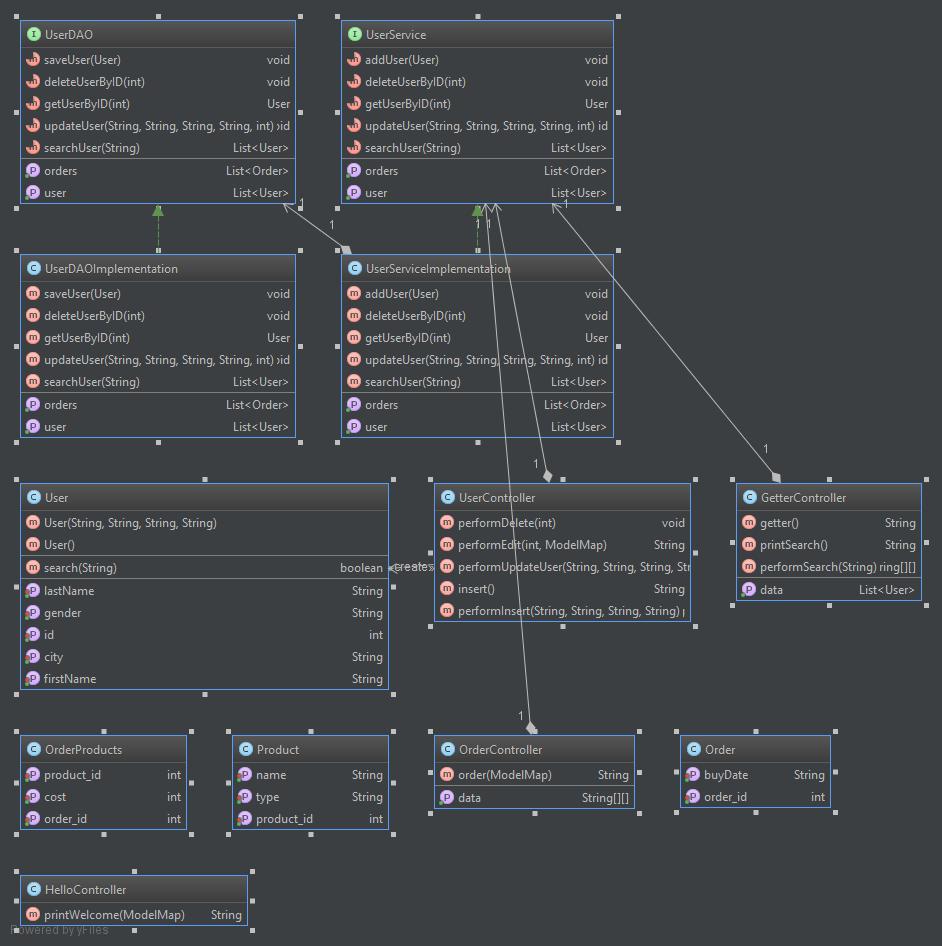 UserDAO
saveUser(User) void
deleteUserByID(int) void
getUserByID(int) User
updateUser(String, String, String, String, int) id
searchUser(String) List<User>
orders List<Order>
user List<User>
UserService
addUser(User) void
deleteUserByID(int) void
getUserByID(int) User
updateUser(String, String, String, String, int) id
searchUser(String) List<User>
orders List<Order>
user List<User>
1
1
1 1
1
UserDAOImplementation
saveUser(User) void
deleteUserByID(int) void
getUserByID(int) User
updateUser(String, String, String, String, int) id
searchUser(String) List<User>
orders List<Order>
user List<User>
UserServiceImplementation
addUser(User) void
deleteUserByID(int) void
getUserByID(int) User
updateUser(String, String, String, String, int) id
searchUser(String) List<User>
orders List<Order>
user List<User>
1
1
User
User(String, String, String, String)
User()
search(String) boolean
lastName String
gender String
id int
city String
firstName String
«create»
UserController
performDelete(int) void
performEdit(int, ModelMap) String
performUpdateUser(String, String, String, Str
insert() String
performInsert(String, String, String, String)
GetterController
getter() String
printSearch() String
performSearch(String) ring[][]
data List<User>
1
OrderProducts
product_id int
cost int
order_id int
Product
name String
type String
product_id int
OrderController
order(ModelMap) String
data String[][]
Order
buyDate String
order_id int
HelloController
printWelcome(ModelMap) String
Powered by yFiles